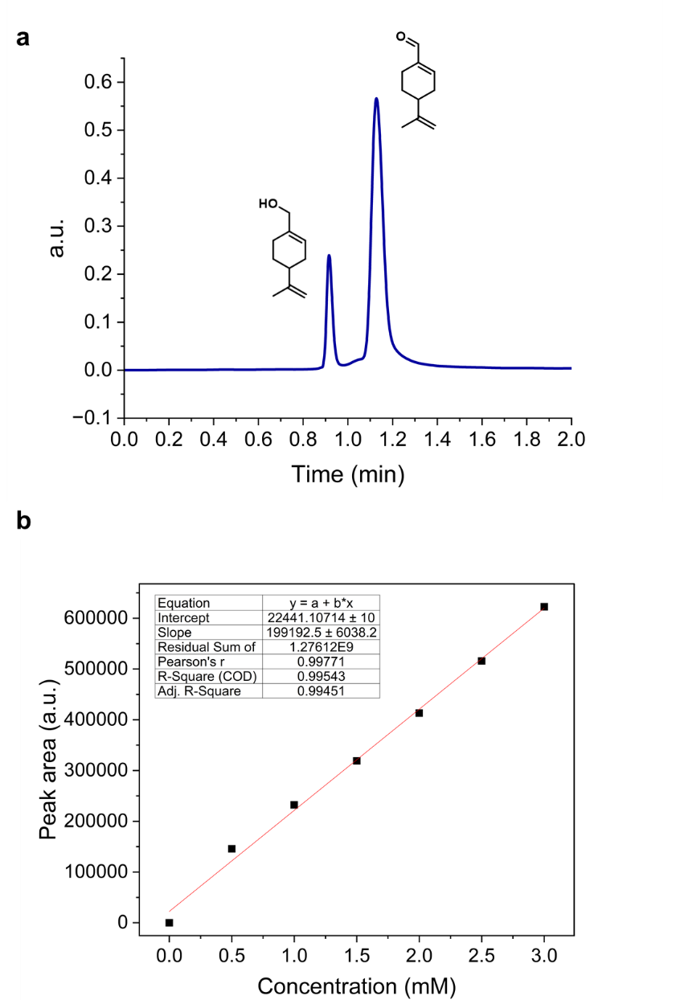 a
O
HO
0.6
0.5
0.4
0.3
0.2
0.1
0.0
−0.1
a.u.
0.0 0.2 0.4 0.6 0.8 1.0 1.2 1.4 1.6 1.8 2.0
Time (min)
b
Equation y = a + b*x
Intercept 22441.10714 ± 10
Slope 199192.5 ± 6038.2
Residual Sum of 1.27612E9
Pearson's r 0.99771
R-Square (COD) 0.99543
Adj. R-Square 0.99451
600000
500000
400000
300000
200000
100000
0
Peak area (a.u.)
0.0 0.5 1.0 1.5 2.0 2.5 3.0
Concentration (mM)